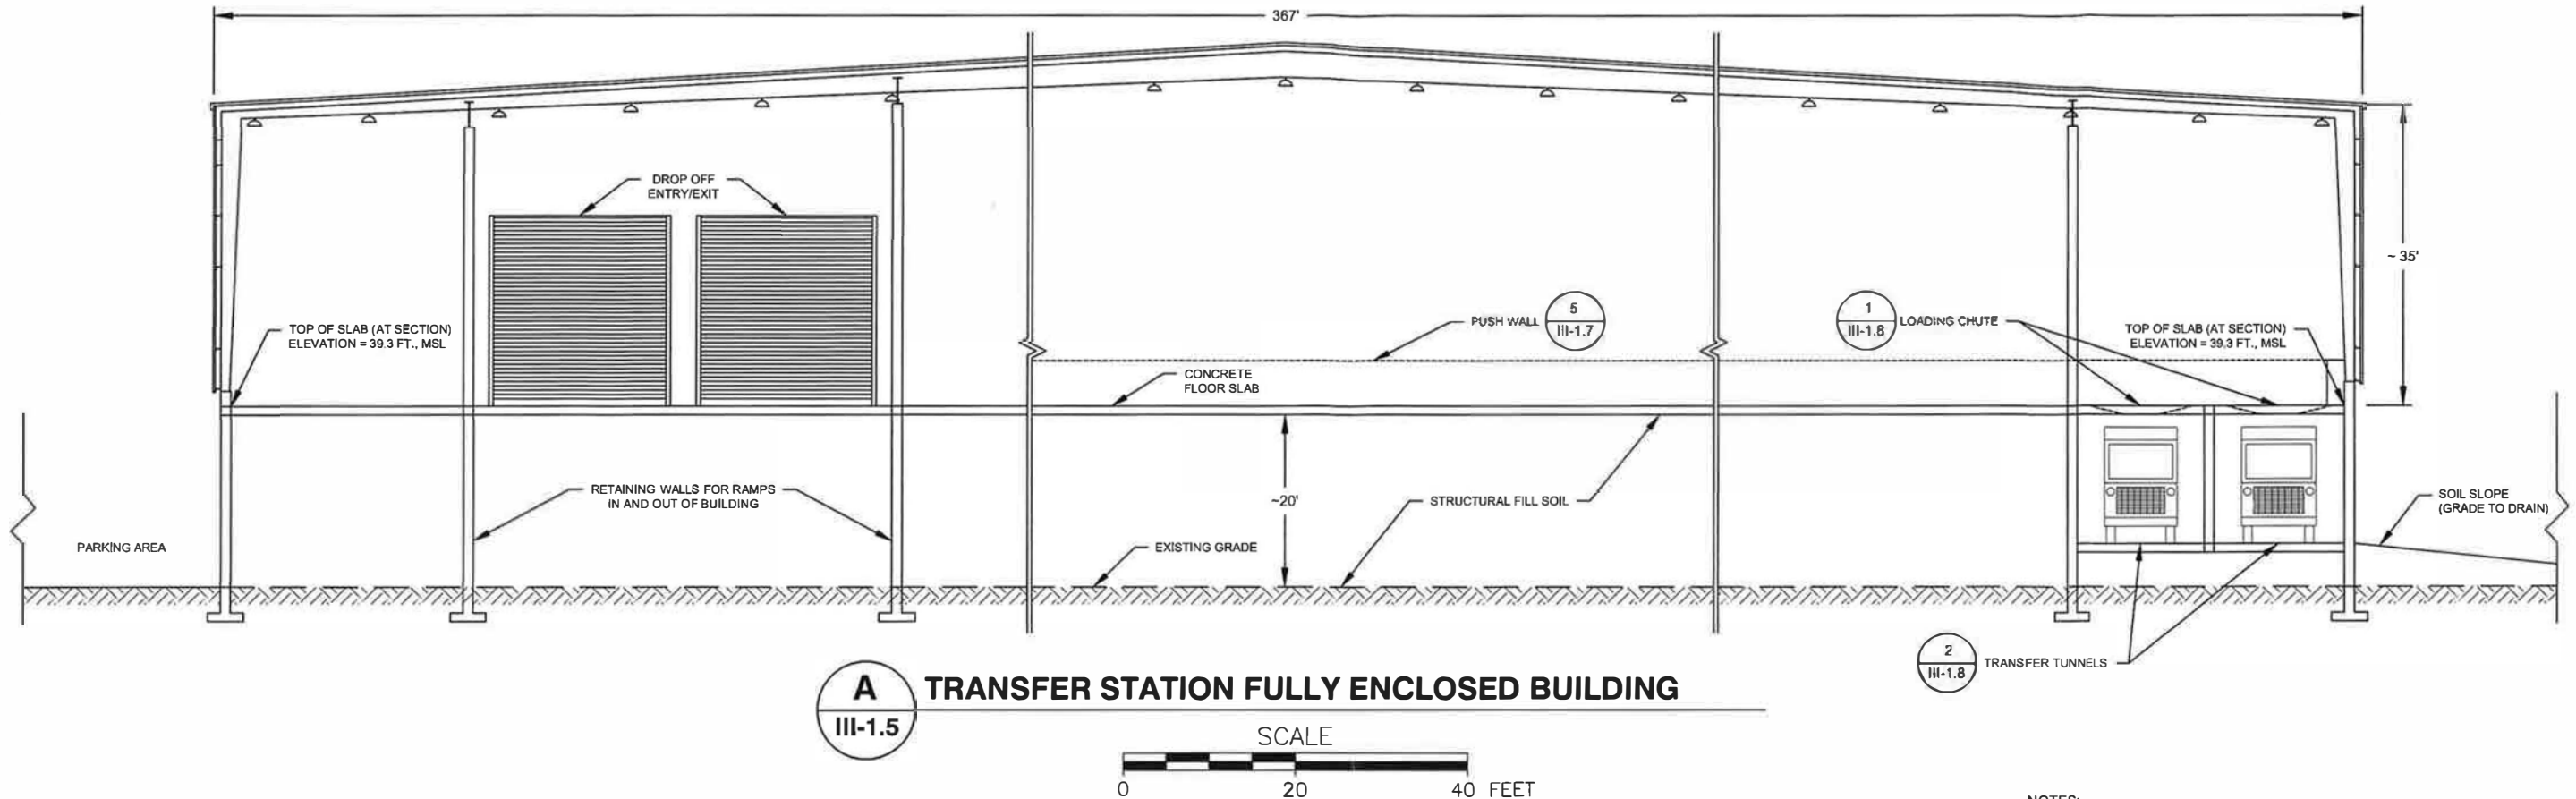 367'
DROP OFF
ENTRY/EXIT
~ 35'
PUSH WALL
5
III-1.7
1
III-1.8
LOADING CHUTE
TOP OF SLAB (AT SECTION)
ELEVATION = 39.3 FT., MSL
TOP OF SLAB (AT SECTION)
ELEVATION = 39.3 FT., MSL
CONCRETE
FLOOR SLAB
RETAINING WALLS FOR RAMPS
IN AND OUT OF BUILDING
~20'
STRUCTURAL FILL SOIL
SOIL SLOPE
(GRADE TO DRAIN)
PARKING AREA
EXISTING GRADE
2
III-1.8
TRANSFER TUNNELS
A
III-1.5
TRANSFER STATION FULLY ENCLOSED BUILDING
SCALE
0 20 40 FEET
NOTES: